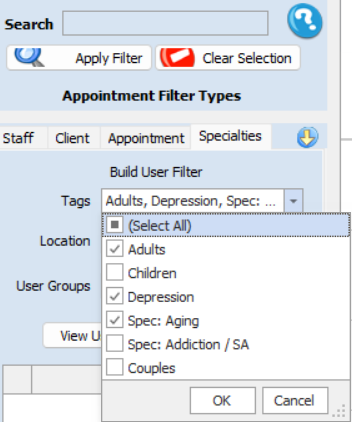 Search
Apply Filter Clear Selection
Appointment Filter Types
Staff Client Appointment Specialties
Build User Filter
Tags Adults, Depression, Spec: ...
(Select All)
Adults
Location
Children
Depression
User Groups
Spec: Aging
View U
Spec: Addiction / SA
Couples
OK Cancel